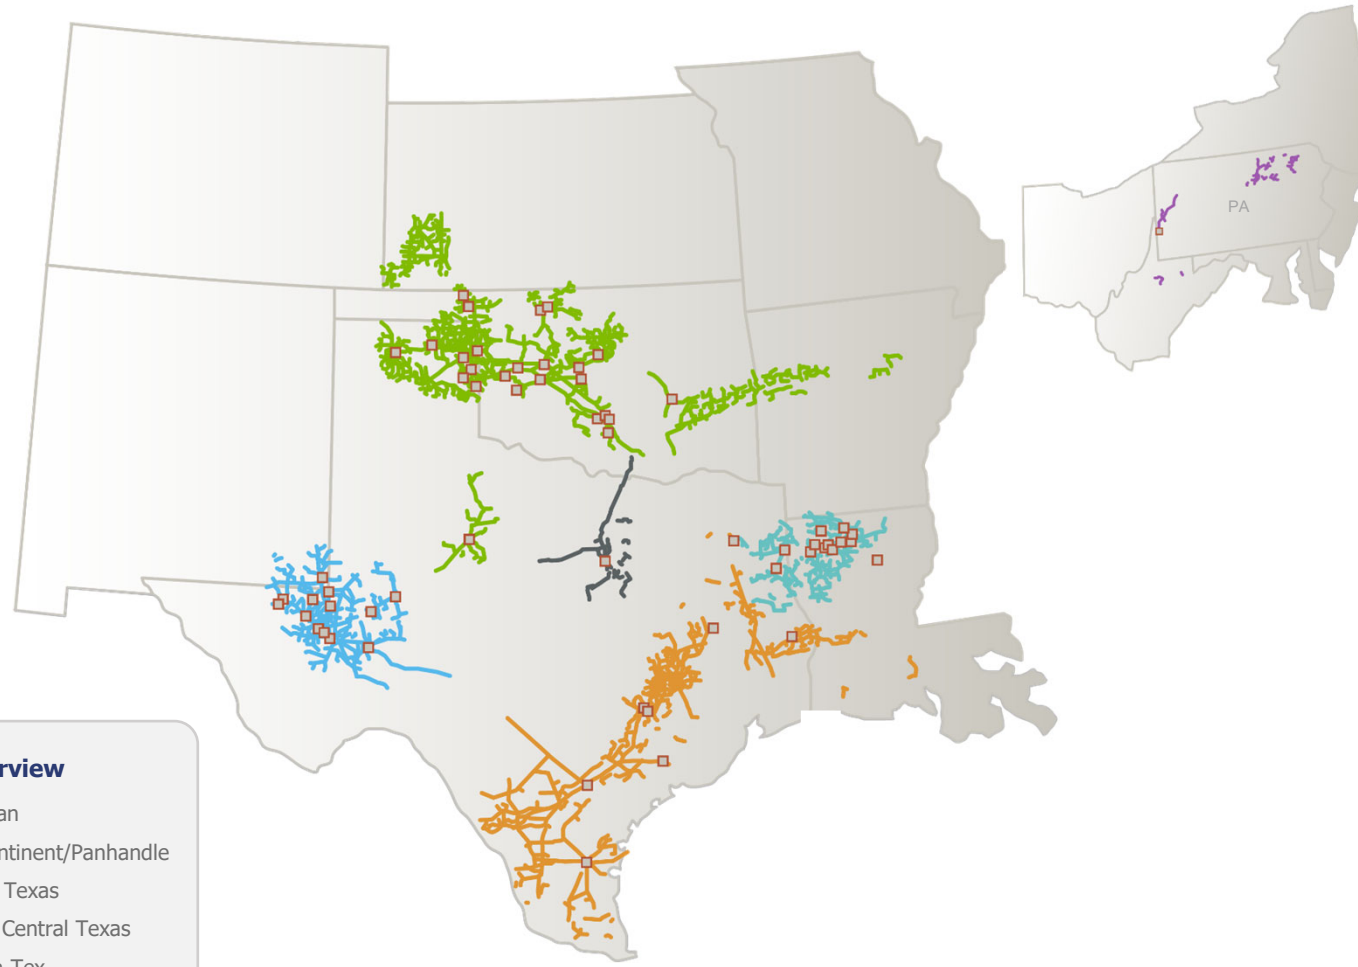 PA
rview
an
ntinent/Panhandle
Texas
Central Texas